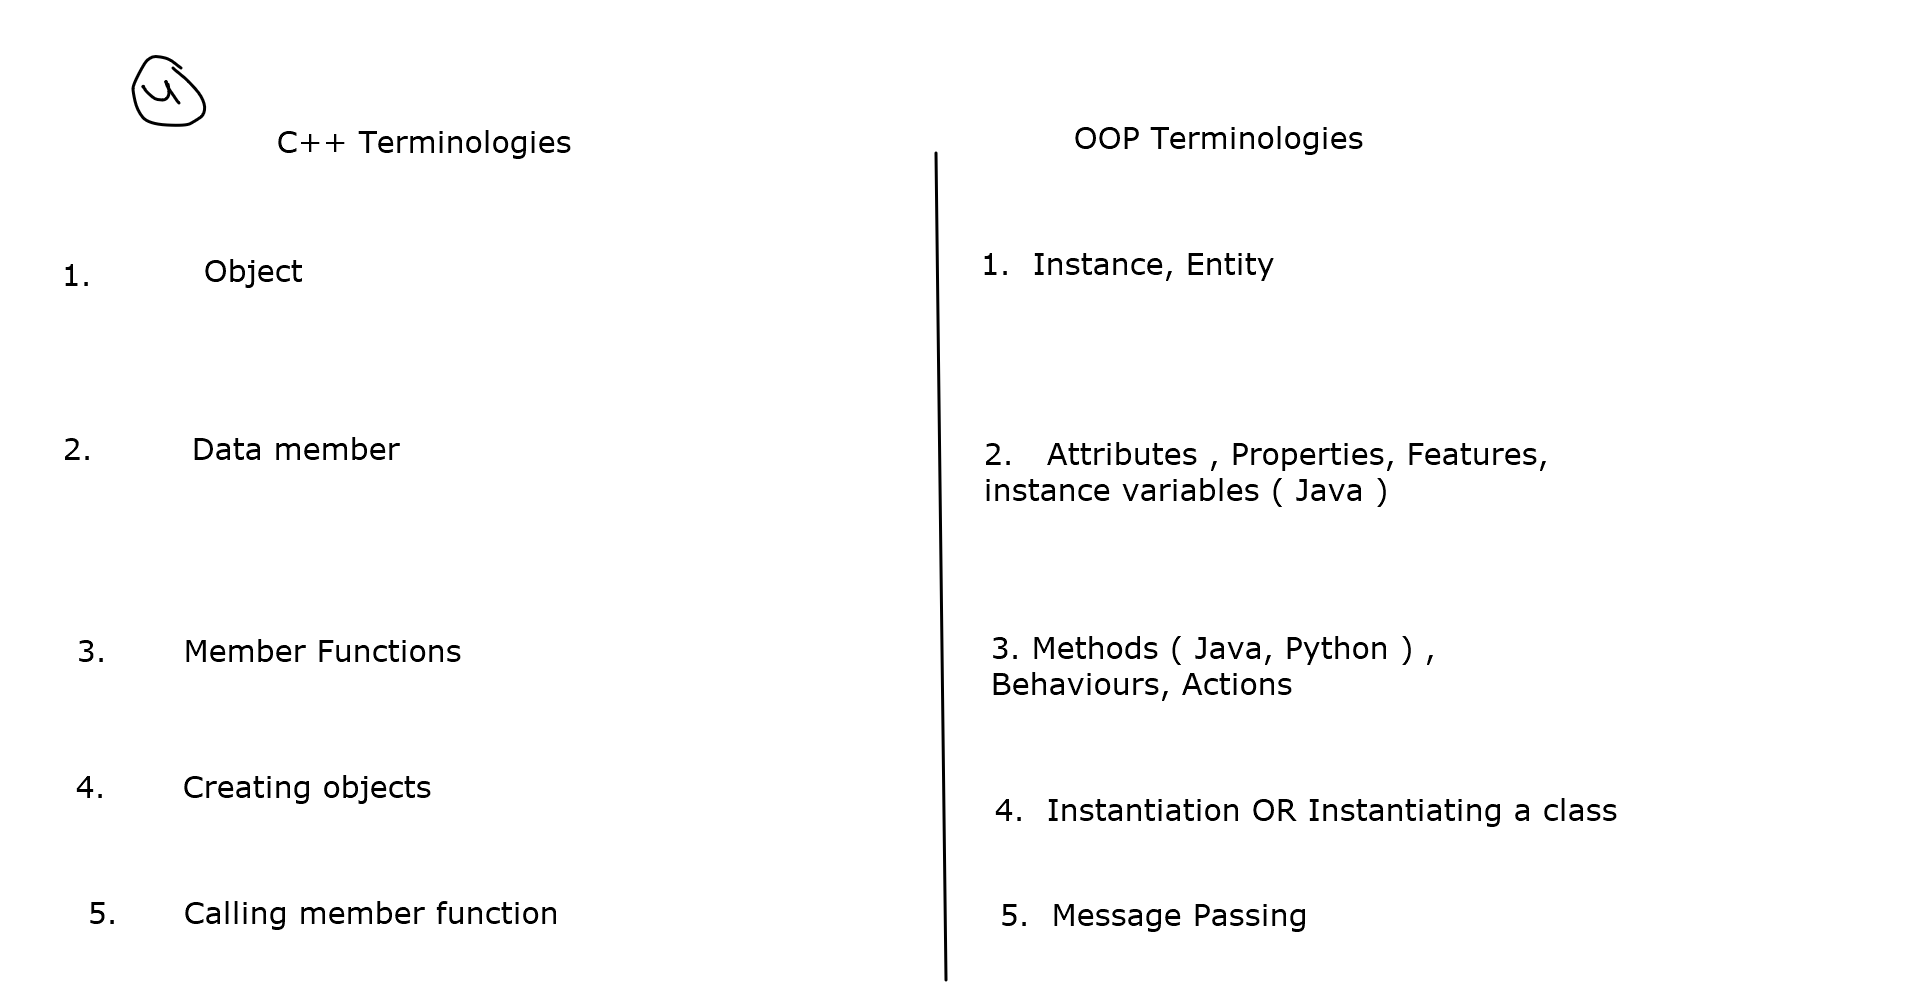 4
C++ Terminologies
OOP Terminologies
1. Object
1. Instance, Entity
2. Data member
2. Attributes , Properties, Features,
instance variables ( Java )
3. Member Functions
3. Methods ( Java, Python ) ,
Behaviours, Actions
4. Creating objects
4. Instantiation OR Instantiating a class
5. Calling member function
5. Message Passing